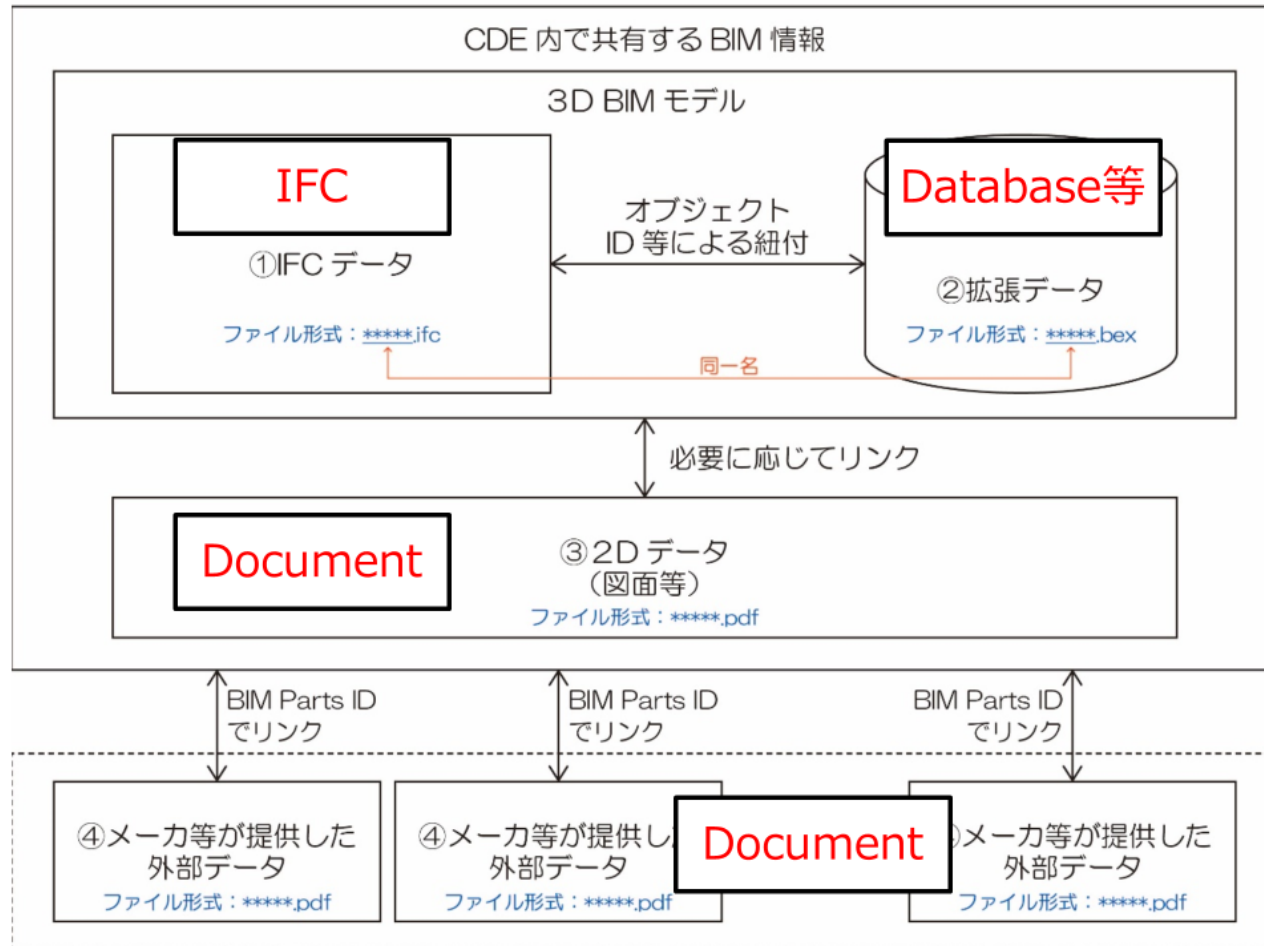 CDE 内で共有する BIM 情報
3D BIM モデル
IFC
Database等
オブジェクト
ID 等による紐付
①IFC データ
②拡張データ
ファイル形式：*****.ifc
ファイル形式：*****.bex
同一名
必要に応じてリンク
Document
③2D データ
（図面等）
ファイル形式：*****.pdf
BIM Parts ID
でリンク
BIM Parts ID
でリンク
BIM Parts ID
でリンク
④メーカ等が提供した
外部データ
ファイル形式：*****.pdf
④メーカ等が提供し
外部データ
ファイル形式：*****.pdf
Document
メーカ等が提供した
外部データ
ファイル形式：*****.pdf